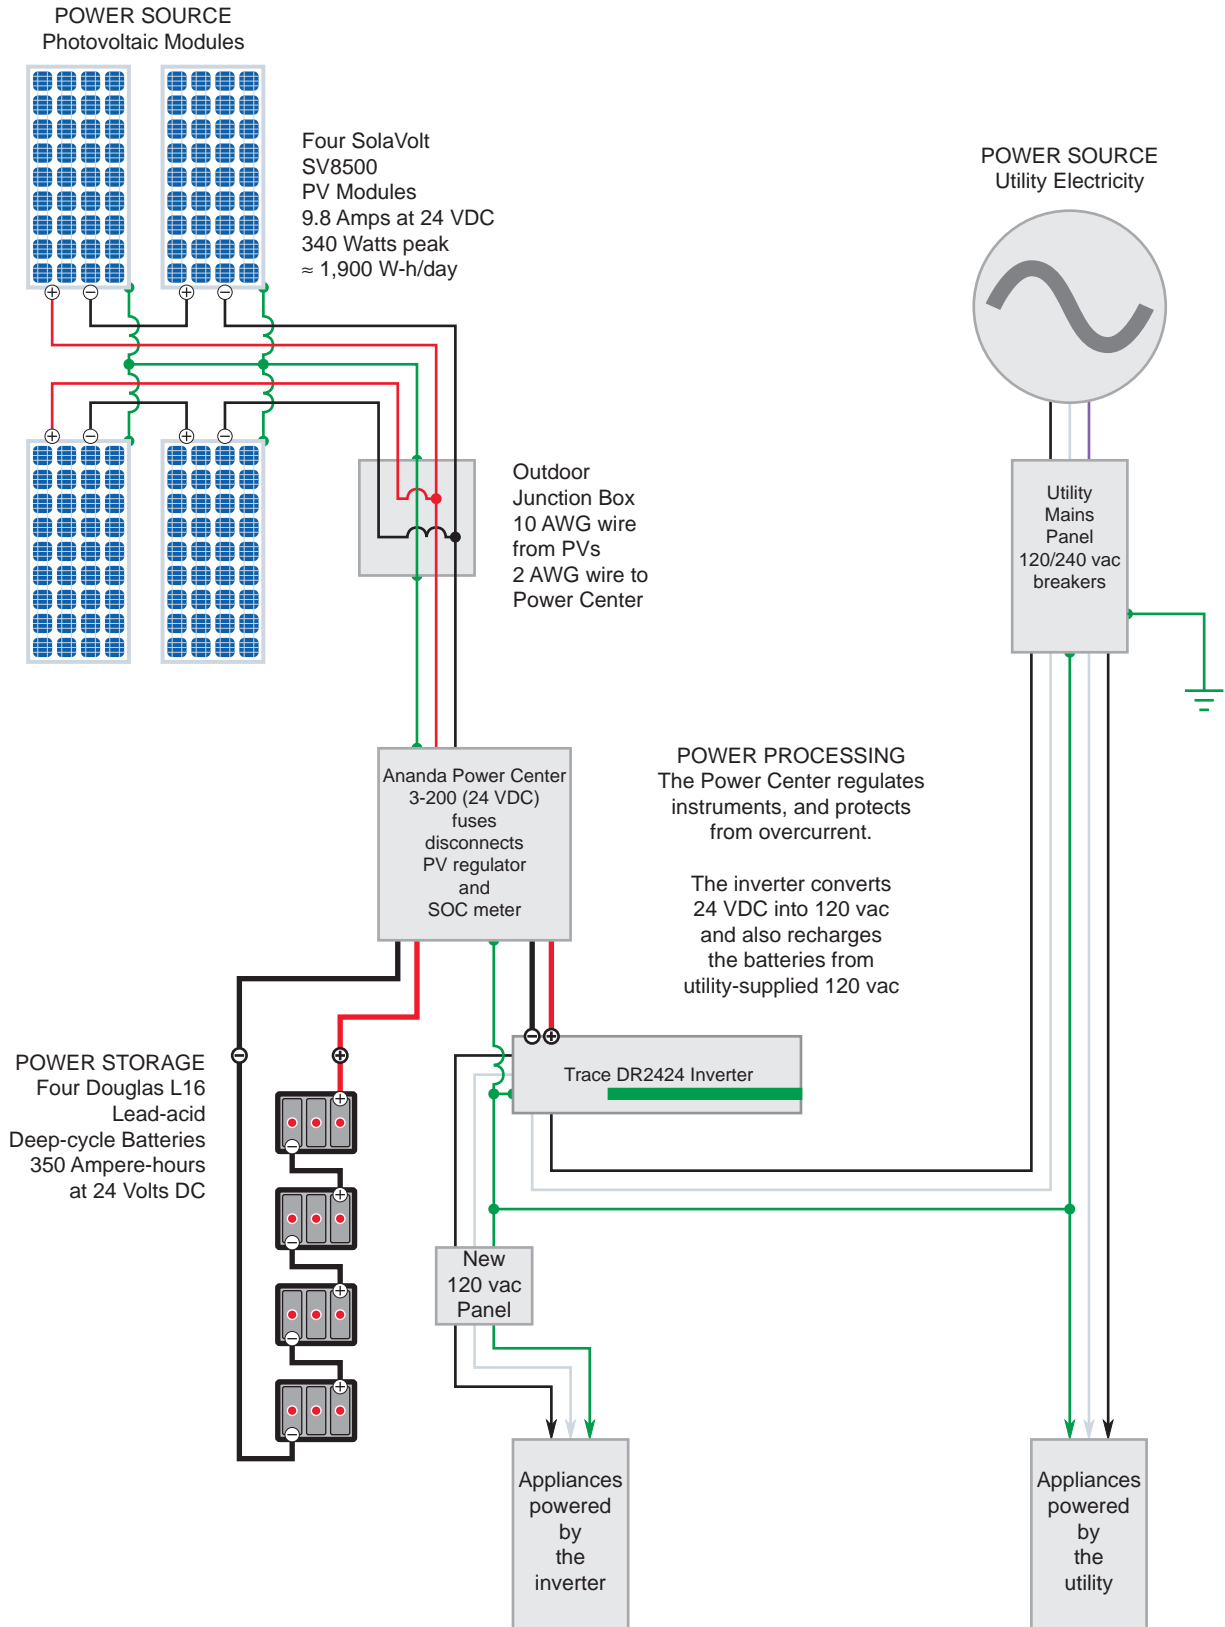 POWER SOURCE
Photovoltaic Modules
Four SolaVolt
SV8500
PV Modules
9.8 Amps at 24 VDC
340 Watts peak
≈ 1,900 W-h/day
POWER SOURCE
Utility Electricity
Outdoor
Junction Box
10 AWG wire
from PVs
2 AWG wire to
Power Center
Utility
Mains
Panel
120/240 vac
breakers
Ananda Power Center
3-200 (24 VDC)
fuses
disconnects
PV regulator
and
SOC meter
POWER PROCESSING
The Power Center regulates
instruments, and protects
from overcurrent.
The inverter converts
24 VDC into 120 vac
and also recharges
the batteries from
utility-supplied 120 vac
POWER STORAGE
Four Douglas L16
Lead-acid
Deep-cycle Batteries
350 Ampere-hours
at 24 Volts DC
Trace DR2424 Inverter
New
120 vac
Panel
Appliances
powered
by
the
inverter
Appliances
powered
by
the
utility